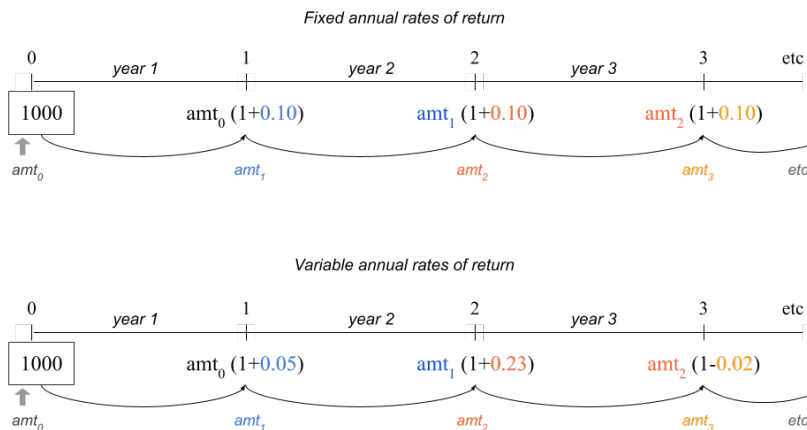 Fixed annual rates of return
0 1 2 3 etc
year 1 year 2 year 3
1000 amt₀ (1+0.10) amt₁ (1+0.10) amt₂ (1+0.10)
amt₀ amt₁ amt₂ amt₃ etc
Variable annual rates of return
0 1 2 3 etc
year 1 year 2 year 3
1000 amt₀ (1+0.05) amt₁ (1+0.23) amt₂ (1-0.02)
amt₀ amt₁ amt₂ amt₃ etc